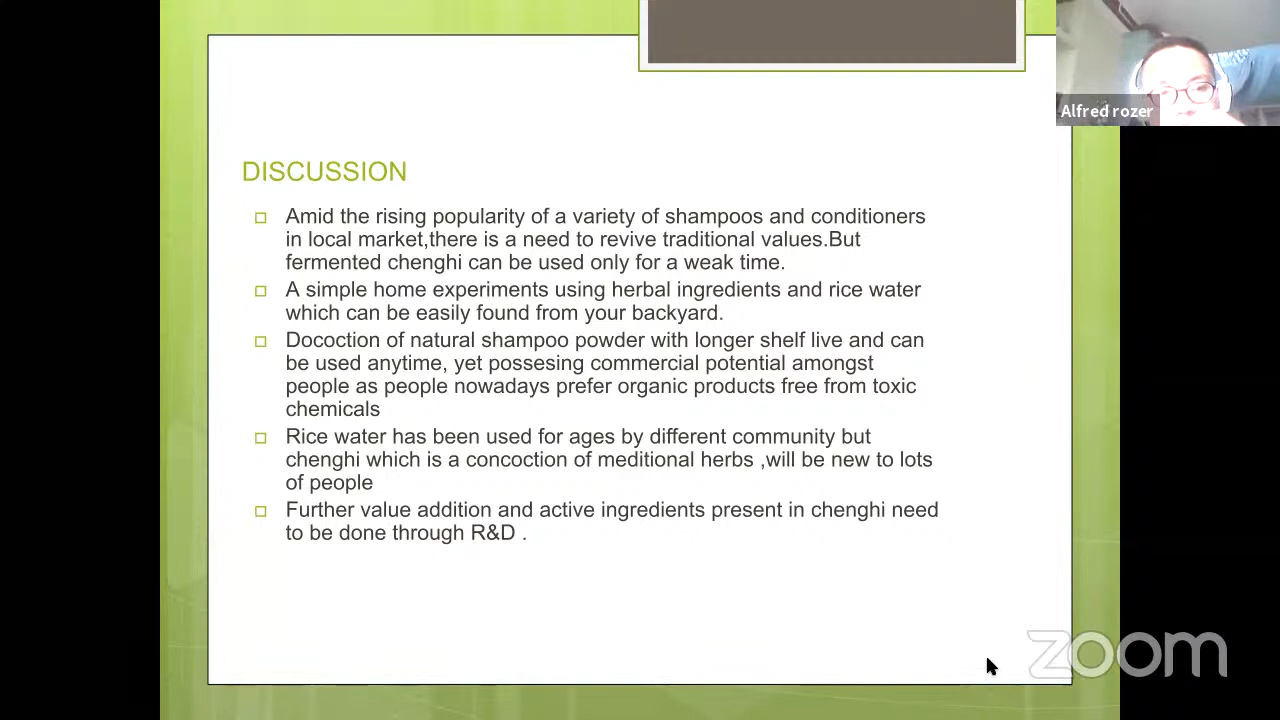 Alfred rozer
DISCUSSION
Amid the rising popularity of a variety of shampoos and conditioners
in local market,there is a need to revive traditional values.But
fermented chenghi can be used only for a weak time.
A simple home experiments using herbal ingredients and rice water
which can be easily found from your backyard.
Docoction of natural shampoo powder with longer shelf live and can
be used anytime, yet possesing commercial potential amongst
people as people nowadays prefer organic products free from toxic
chemicals
Rice water has been used for ages by different community but
chenghi which is a concoction of meditional herbs ,will be new to lots
of people
Further value addition and active ingredients present in chenghi need
to be done through R&D .
zoom